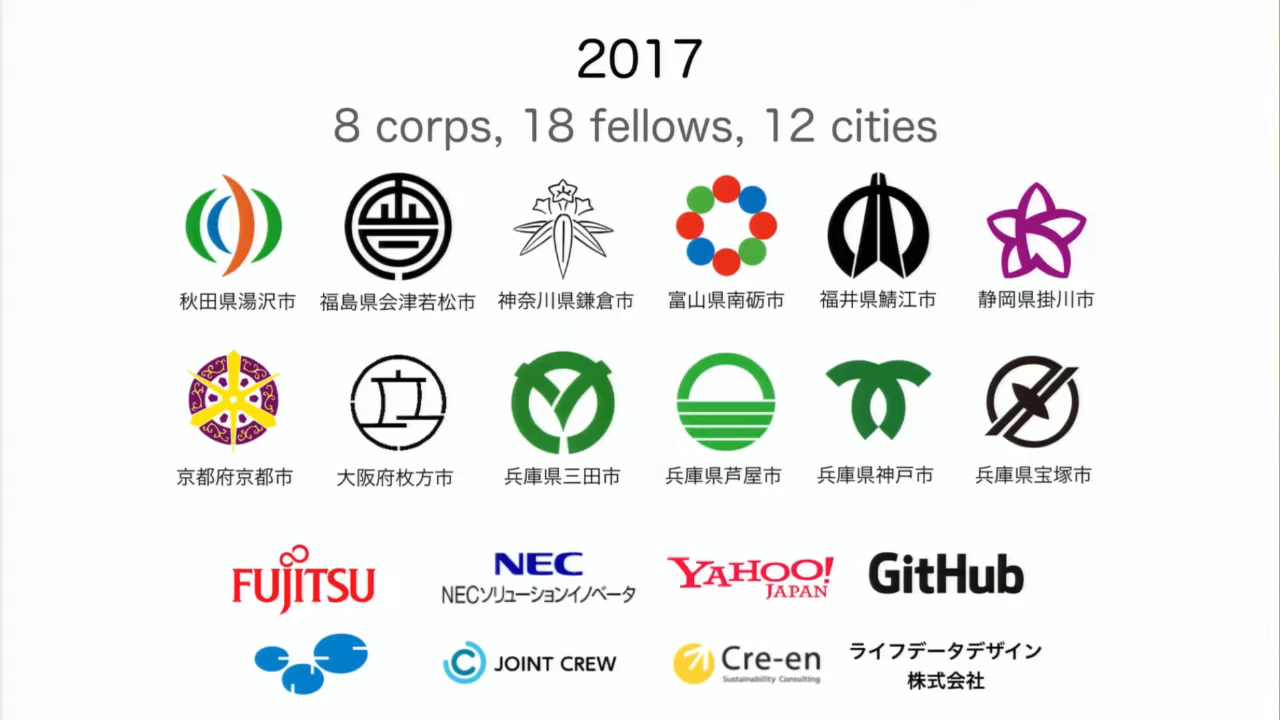 2017
8 corps, 18 fellows, 12 cities
秋田県湯沢市 福島県会津若松市 神奈川県鎌倉市 富山県南砺市 福井県鯖江市 静岡県掛川市
京都府京都市 大阪府枚方市 兵庫県三田市 兵庫県芦屋市 兵庫県神戸市 兵庫県宝塚市
FUJITSU
NEC
NECソリューションイノベータ
YAHOO!
JAPAN
GitHub
JOINT CREW
Cre-en
Sustainability Consulting
ライフデータデザイン
株式会社